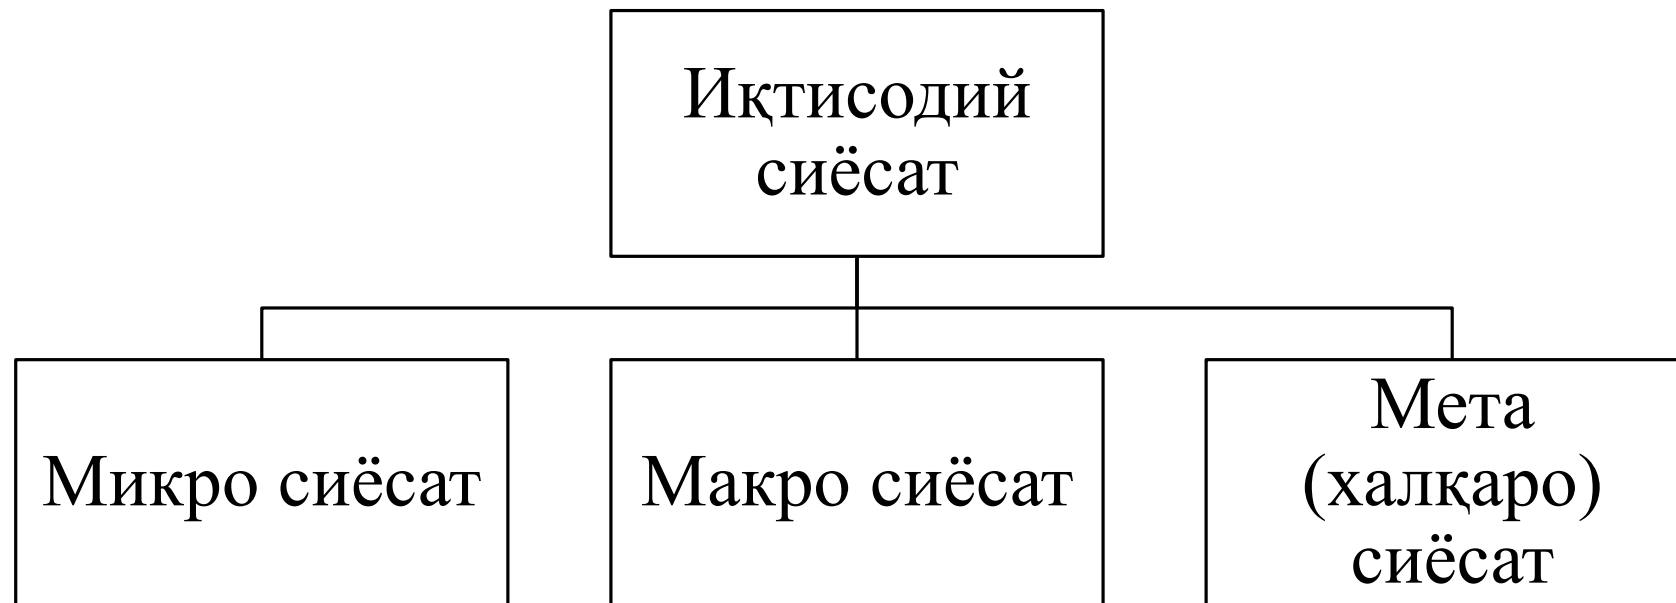 Иқтисодий
сиёсат
Микро сиёсат
Макро сиёсат
Мета
(халқаро)
сиёсат